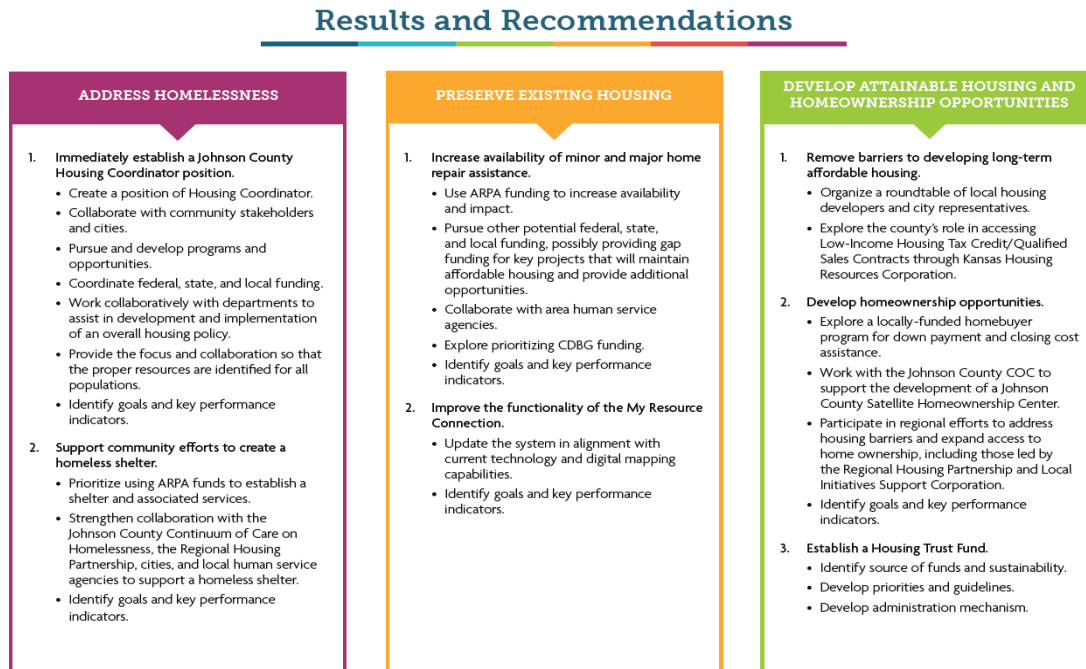 Results and Recommendations
ADDRESS HOMELESSNESS
1. Immediately establish a Johnson County
Housing Coordinator position.
• Create a position of Housing Coordinator.
• Collaborate with community stakeholders
and cities.
• Pursue and develop programs and
opportunities.
• Coordinate federal, state, and local funding.
• Work collaboratively with departments to
assist in development and implementation
of an overall housing policy.
• Provide the focus and collaboration so that
the proper resources are identified for all
populations.
• Identify goals and key performance
indicators.
2. Support community efforts to create a
homeless shelter.
• Prioritize using ARPA funds to establish a
shelter and associated services.
• Strengthen collaboration with the
Johnson County Continuum of Care on
Homelessness, the Regional Housing
Partnership, cities, and local human service
agencies to support a homeless shelter.
• Identify goals and key performance
indicators.
PRESERVE EXISTING HOUSING
1. Increase availability of minor and major home
repair assistance.
• Use ARPA funding to increase availability
and impact.
• Pursue other potential federal, state,
and local funding, possibly providing gap
funding for key projects that will maintain
affordable housing and provide additional
opportunities.
• Collaborate with area human service
agencies.
• Explore prioritizing CDBG funding.
• Identify goals and key performance
indicators.
2. Improve the functionality of the My Resource
Connection.
• Update the system in alignment with
current technology and digital mapping
capabilities.
• Identify goals and key performance
indicators.
DEVELOP ATTAINABLE HOUSING AND
HOMEOWNERSHIP OPPORTUNITIES
1. Remove barriers to developing long-term
affordable housing.
• Organize a roundtable of local housing
developers and city representatives.
• Explore the county's role in accessing
Low-Income Housing Tax Credit/Qualified
Sales Contracts through Kansas Housing
Resources Corporation.
2. Develop homeownership opportunities.
• Explore a locally-funded homebuyer
program for down payment and closing cost
assistance.
• Work with the Johnson County COC to
support the development of a Johnson
County Satellite Homeownership Center.
• Participate in regional efforts to address
housing barriers and expand access to
home ownership, including those led by
the Regional Housing Partnership and Local
Initiatives Support Corporation.
• Identify goals and key performance
indicators.
3. Establish a Housing Trust Fund.
• Identify source of funds and sustainability.
• Develop priorities and guidelines.
• Develop administration mechanism.